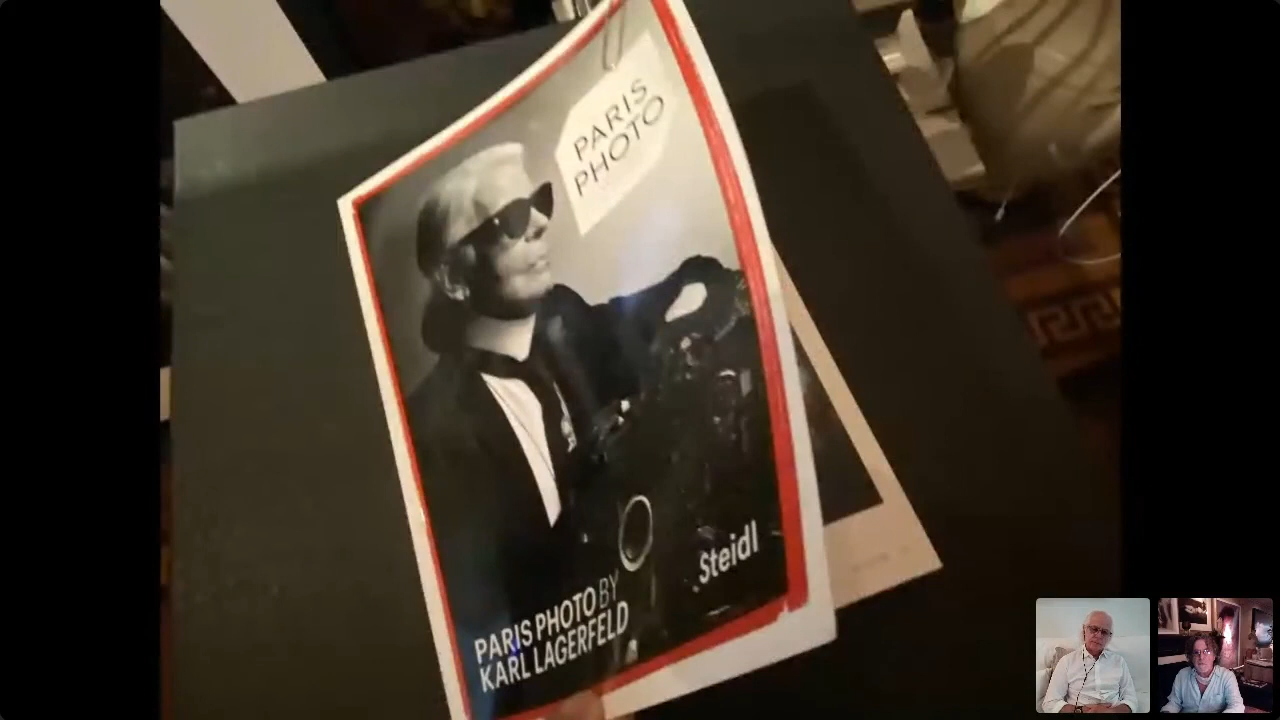 PARIS
PHOTO
Steidl
PARIS PHOTO BY
KARL LAGERFELD